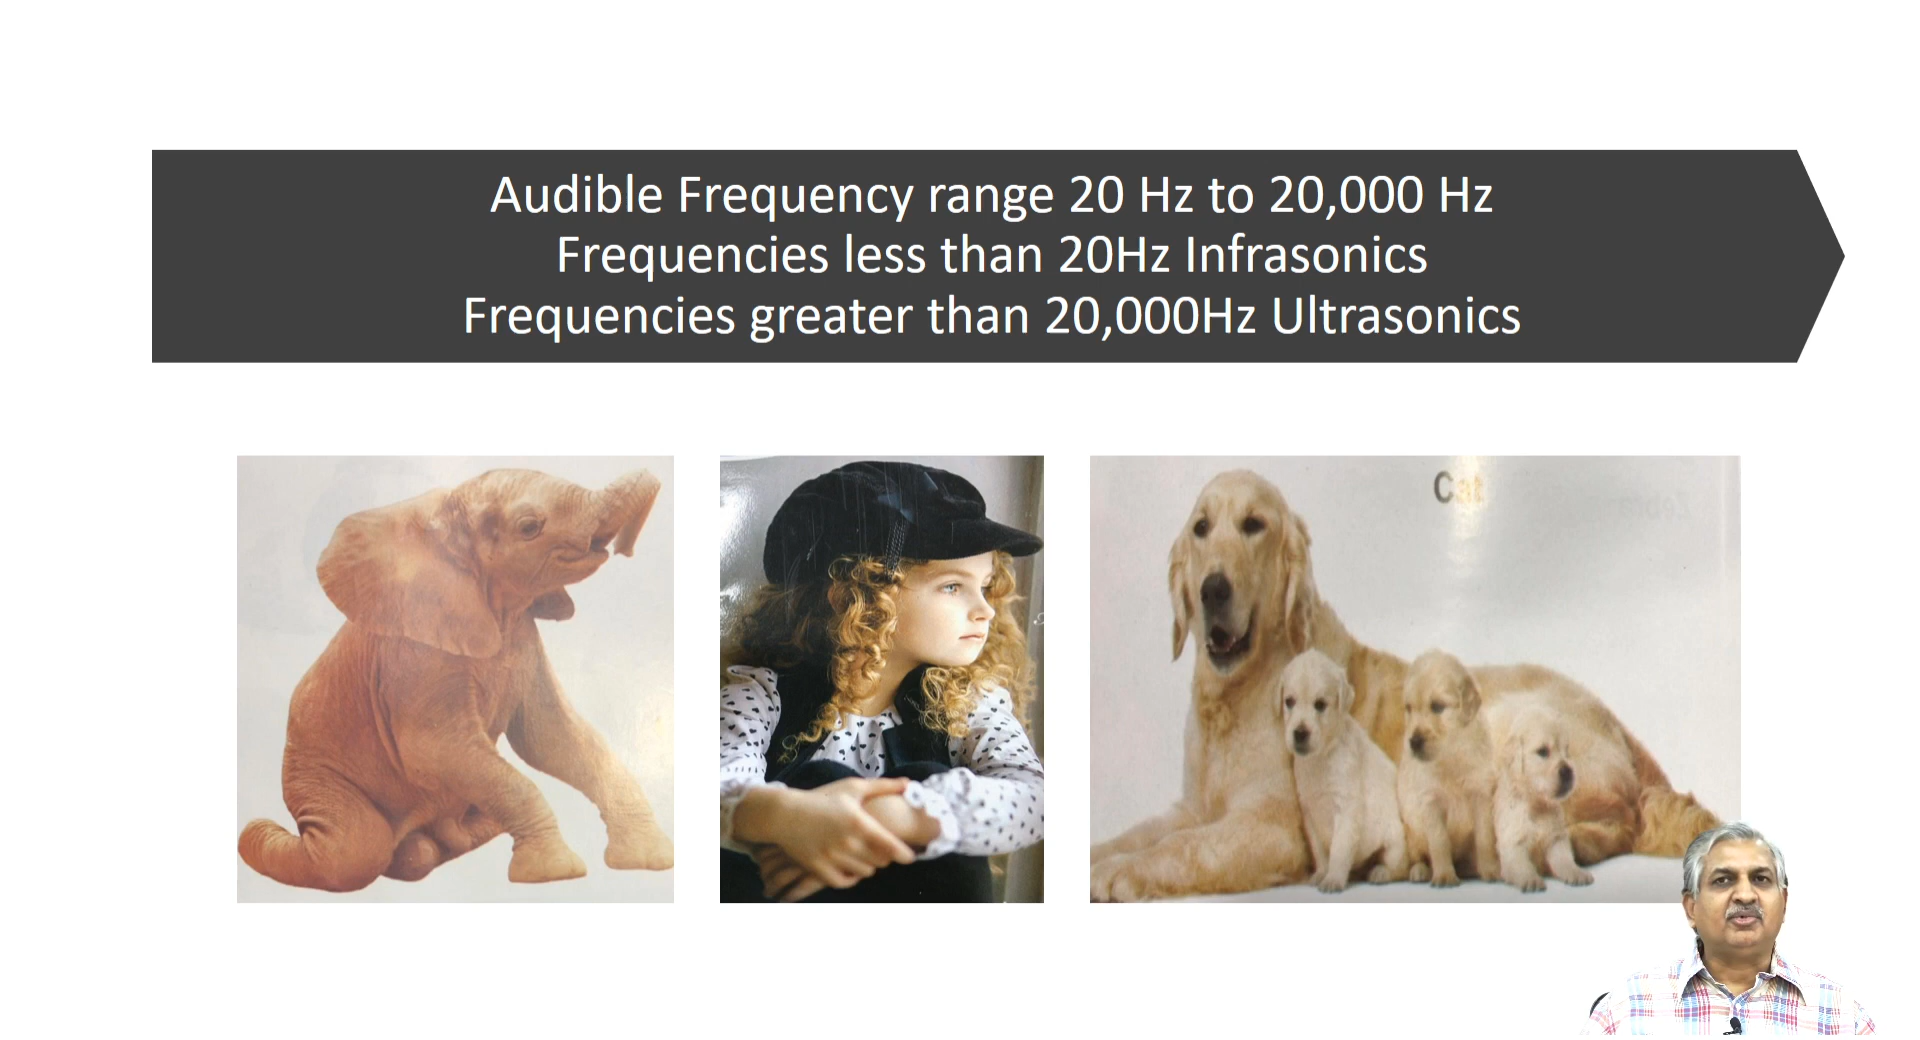 Audible Frequency range 20 Hz to 20,000 Hz
Frequencies less than 20Hz Infrasonics
Frequencies greater than 20,000Hz Ultrasonics
Cat